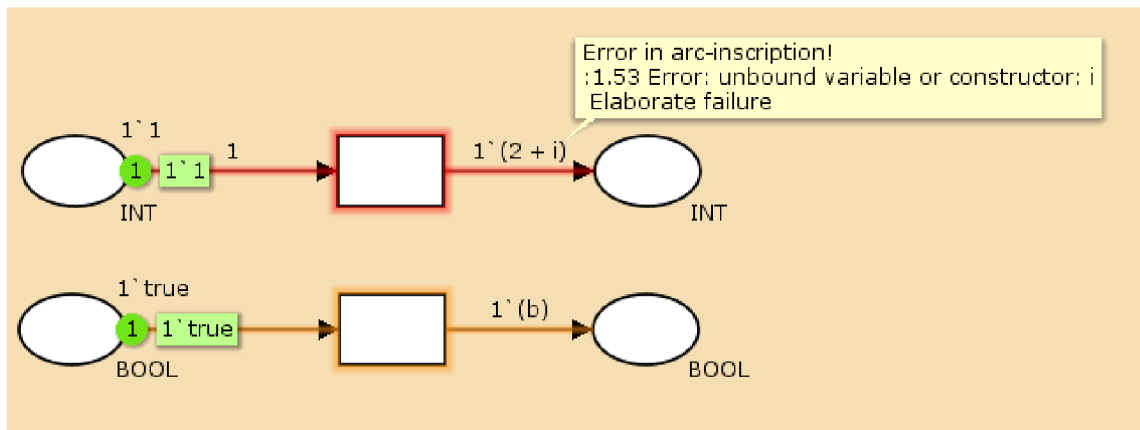 Error in arc-inscription!
:1.53 Error: unbound variable or constructor: i
Elaborate failure
1`1
1 1`1 1 1`(2 + i)
INT INT
1`true
1 1`true 1`(b)
BOOL BOOL